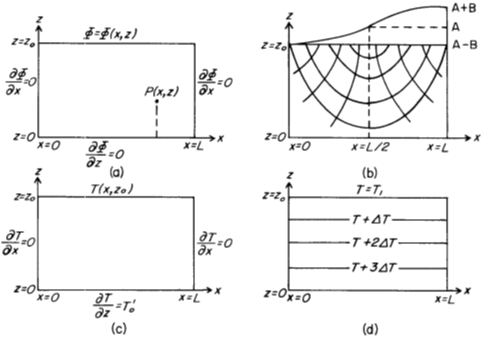 z
z=z₀
Φ=Φ(x,z)
∂Φ/∂x=0
∂Φ/∂x=0
P(x,z)
z=0
x
x=0
∂Φ/∂z=0
x=L
(a)
z
A+B
A
z=z₀
A-B
z=0
x
x=0
x=L/2
x=L
(b)
z
T(x,z₀)
z=z₀
∂T/∂x=0
∂T/∂x=0
z=0
x
x=0
∂T/∂z=T₀′
x=L
(c)
z
T=T₁
z=z₀
T+ΔT
T+2ΔT
T+3ΔT
z=0
x
x=0
x=L
(d)